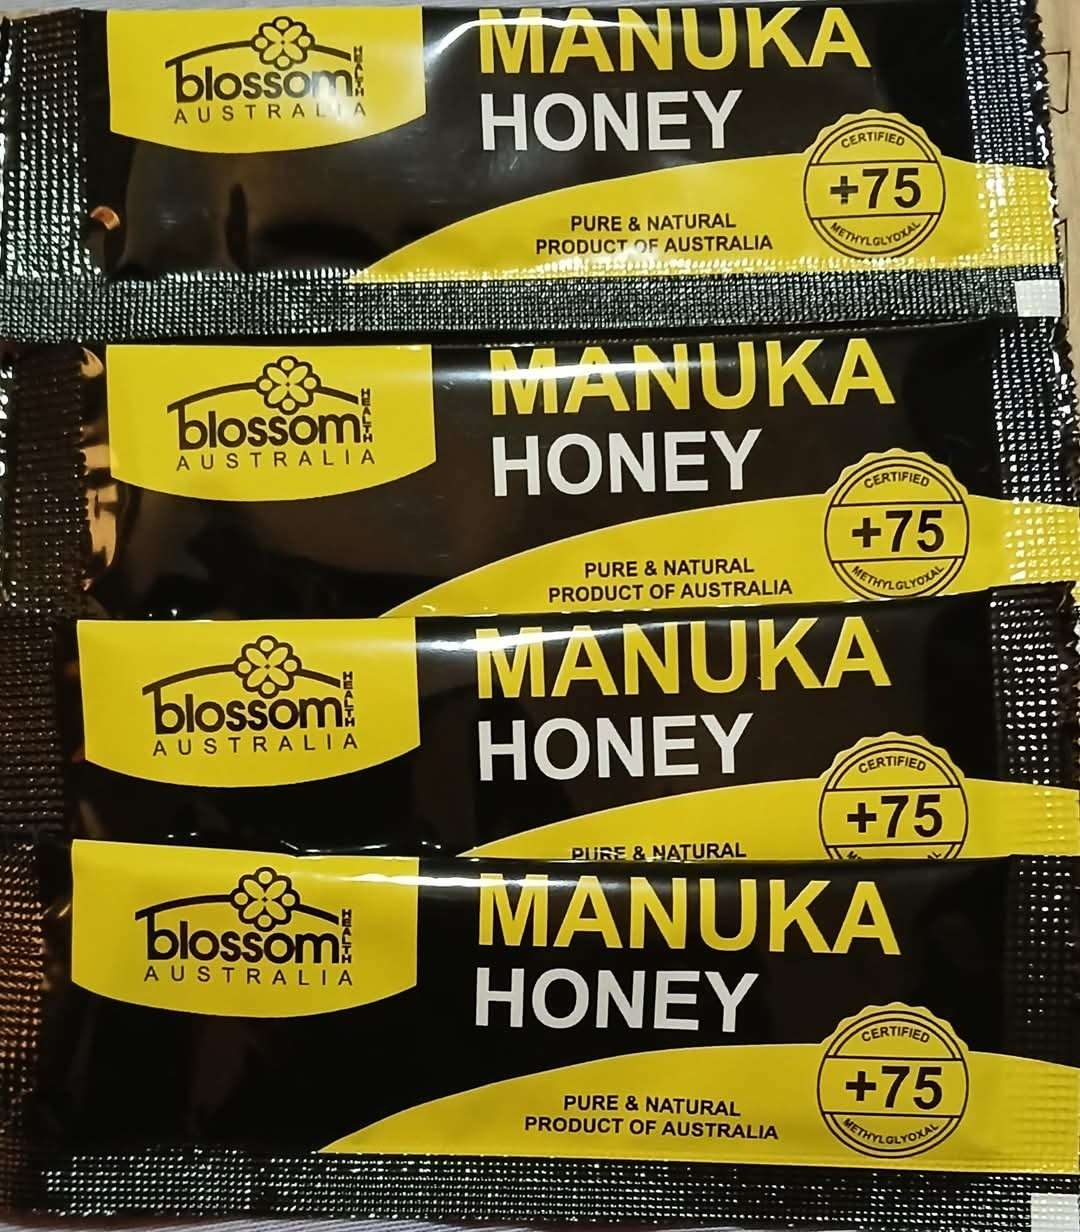 blossom
HEALTH
AUSTRALIA
MANUKA
HONEY
CERTIFIED
+75
METHYLGLYOXAL
PURE & NATURAL
PRODUCT OF AUSTRALIA
blossom
HEALTH
AUSTRALIA
MANUKA
HONEY
CERTIFIED
+75
METHYLGLYOXAL
PURE & NATURAL
PRODUCT OF AUSTRALIA
blossom
HEALTH
AUSTRALIA
MANUKA
HONEY
CERTIFIED
+75
PURE & NATURAL
blossom
HEALTH
AUSTRALIA
MANUKA
HONEY
CERTIFIED
+75
METHYLGLYOXAL
PURE & NATURAL
PRODUCT OF AUSTRALIA